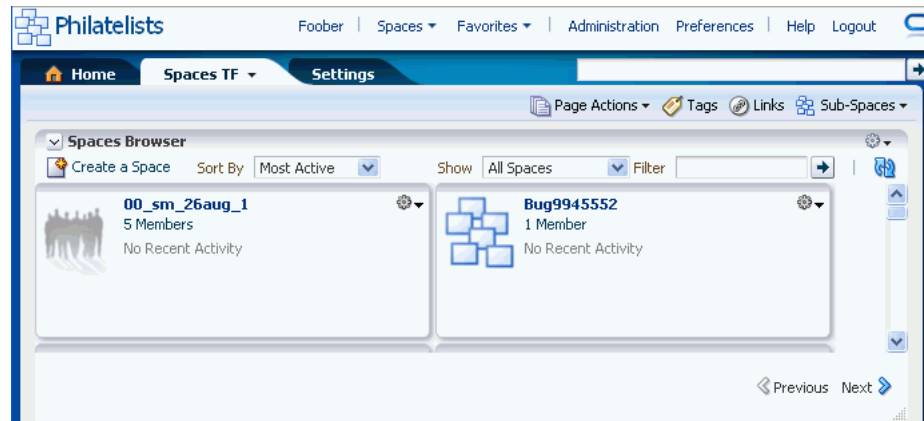 Philatelists Foober Spaces Favorites Administration Preferences Help Logout
Home Spaces TF Settings
Page Actions Tags Links Sub-Spaces
Spaces Browser
Create a Space Sort By Most Active Show All Spaces Filter
00_sm_26aug_1 Bug9945552
5 Members 1 Member
No Recent Activity No Recent Activity
Previous Next